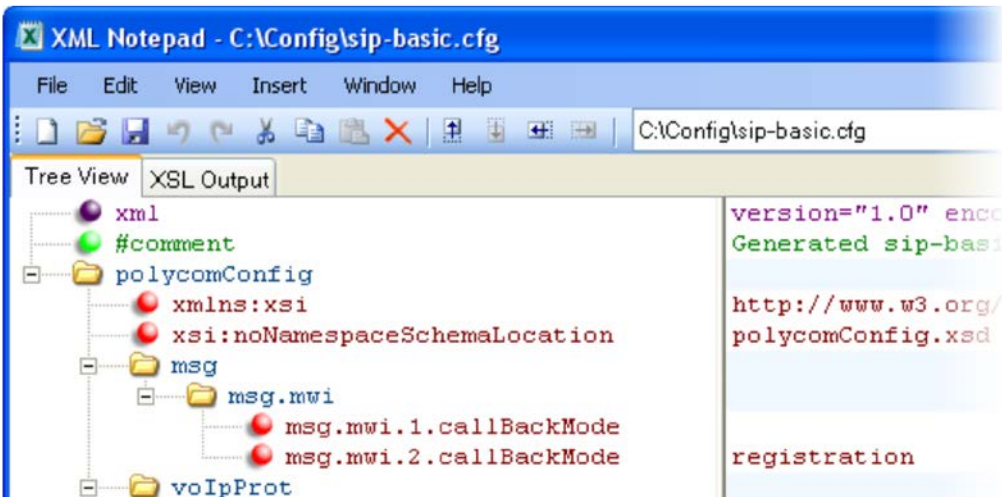 XML Notepad - C:\Config\sip-basic.cfg
File Edit View Insert Window Help
C:\Config\sip-basic.cfg
Tree View XSL Output
xml version="1.0"
#comment Generated
polycomConfig
xmlns:xsi http://www.w3.org/
xsi:noNamespaceSchemaLocation polycomConfig.xsd
msg
msg.mwi
msg.mwi.1.callBackMode
msg.mwi.2.callBackMode registration
voIpProt